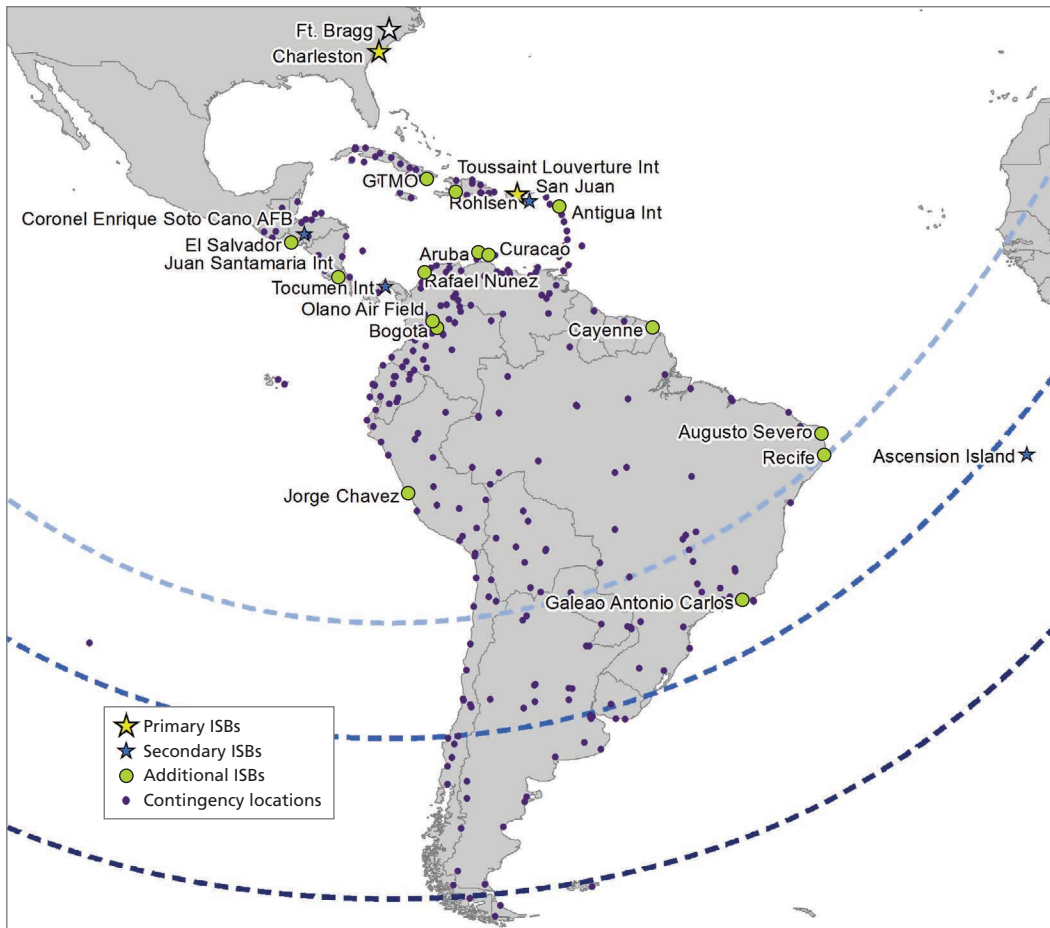 Ft. Bragg
Charleston
Toussaint Louverture Int
GTMO
San Juan
Rohlsen
Antigua Int
Coronel Enrique Soto Cano AFB
El Salvador
Juan Santamaria Int
Aruba
Curacao
Tocumen Int
Rafael Nunez
Olano Air Field
Bogota
Cayenne
Augusto Severo
Recife
Ascension Island
Jorge Chavez
Galeao Antonio Carlos
Primary ISBs
Secondary ISBs
Additional ISBs
Contingency locations